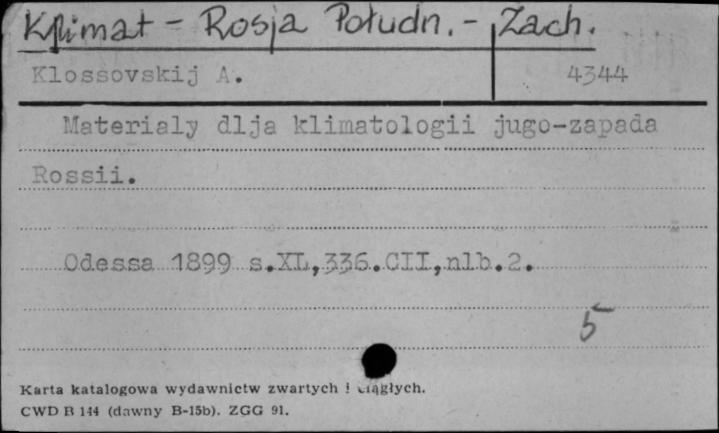 Klimat - Rosja Połudn. - Zach.
Klossovskij A. 4344
Materialy dlja klimatologii jugo-zapada
Rossii.
Odessa 1899 s.XL,336.CII,nlb.2.
5
Karta katalogowa wydawnictw zwartych i ciągłych.
CWD B 144 (dawny B-15b). ZGG 91.